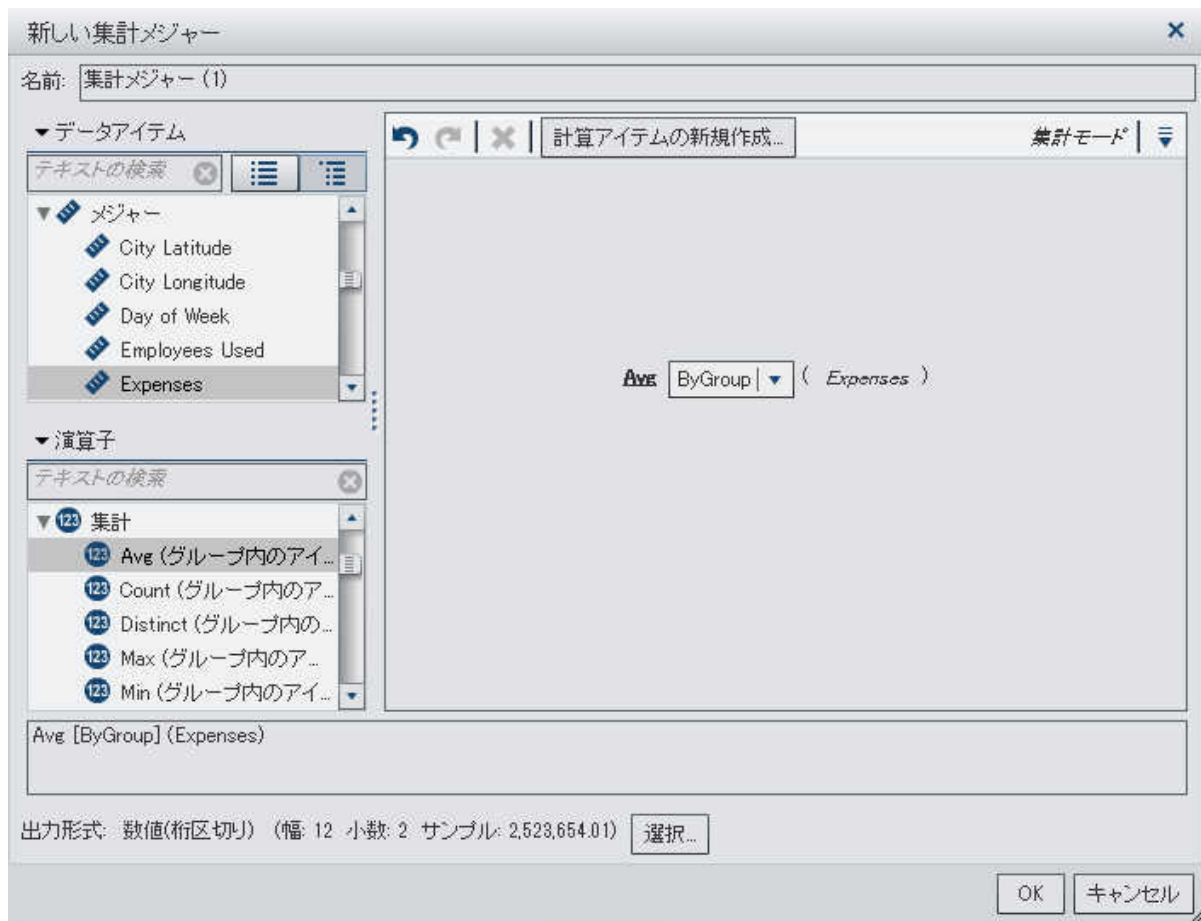 新しい集計メジャー
名前: 集計メジャー (1)
データアイテム
テキストの検索
メジャー
City Latitude
City Longitude
Day of Week
Employees Used
Expenses
演算子
テキストの検索
集計
Avg (グループ内のアイ...
Count (グループ内のア...
Distinct (グループ内の...
Max (グループ内のア...
Min (グループ内のアイ...
計算アイテムの新規作成...
集計モード
Avg ByGroup ( Expenses )
Avg [ByGroup] (Expenses)
出力形式: 数値(桁区切り) (幅: 12 小数: 2 サンプル: 2,523,654.01) 選択...
OK キャンセル